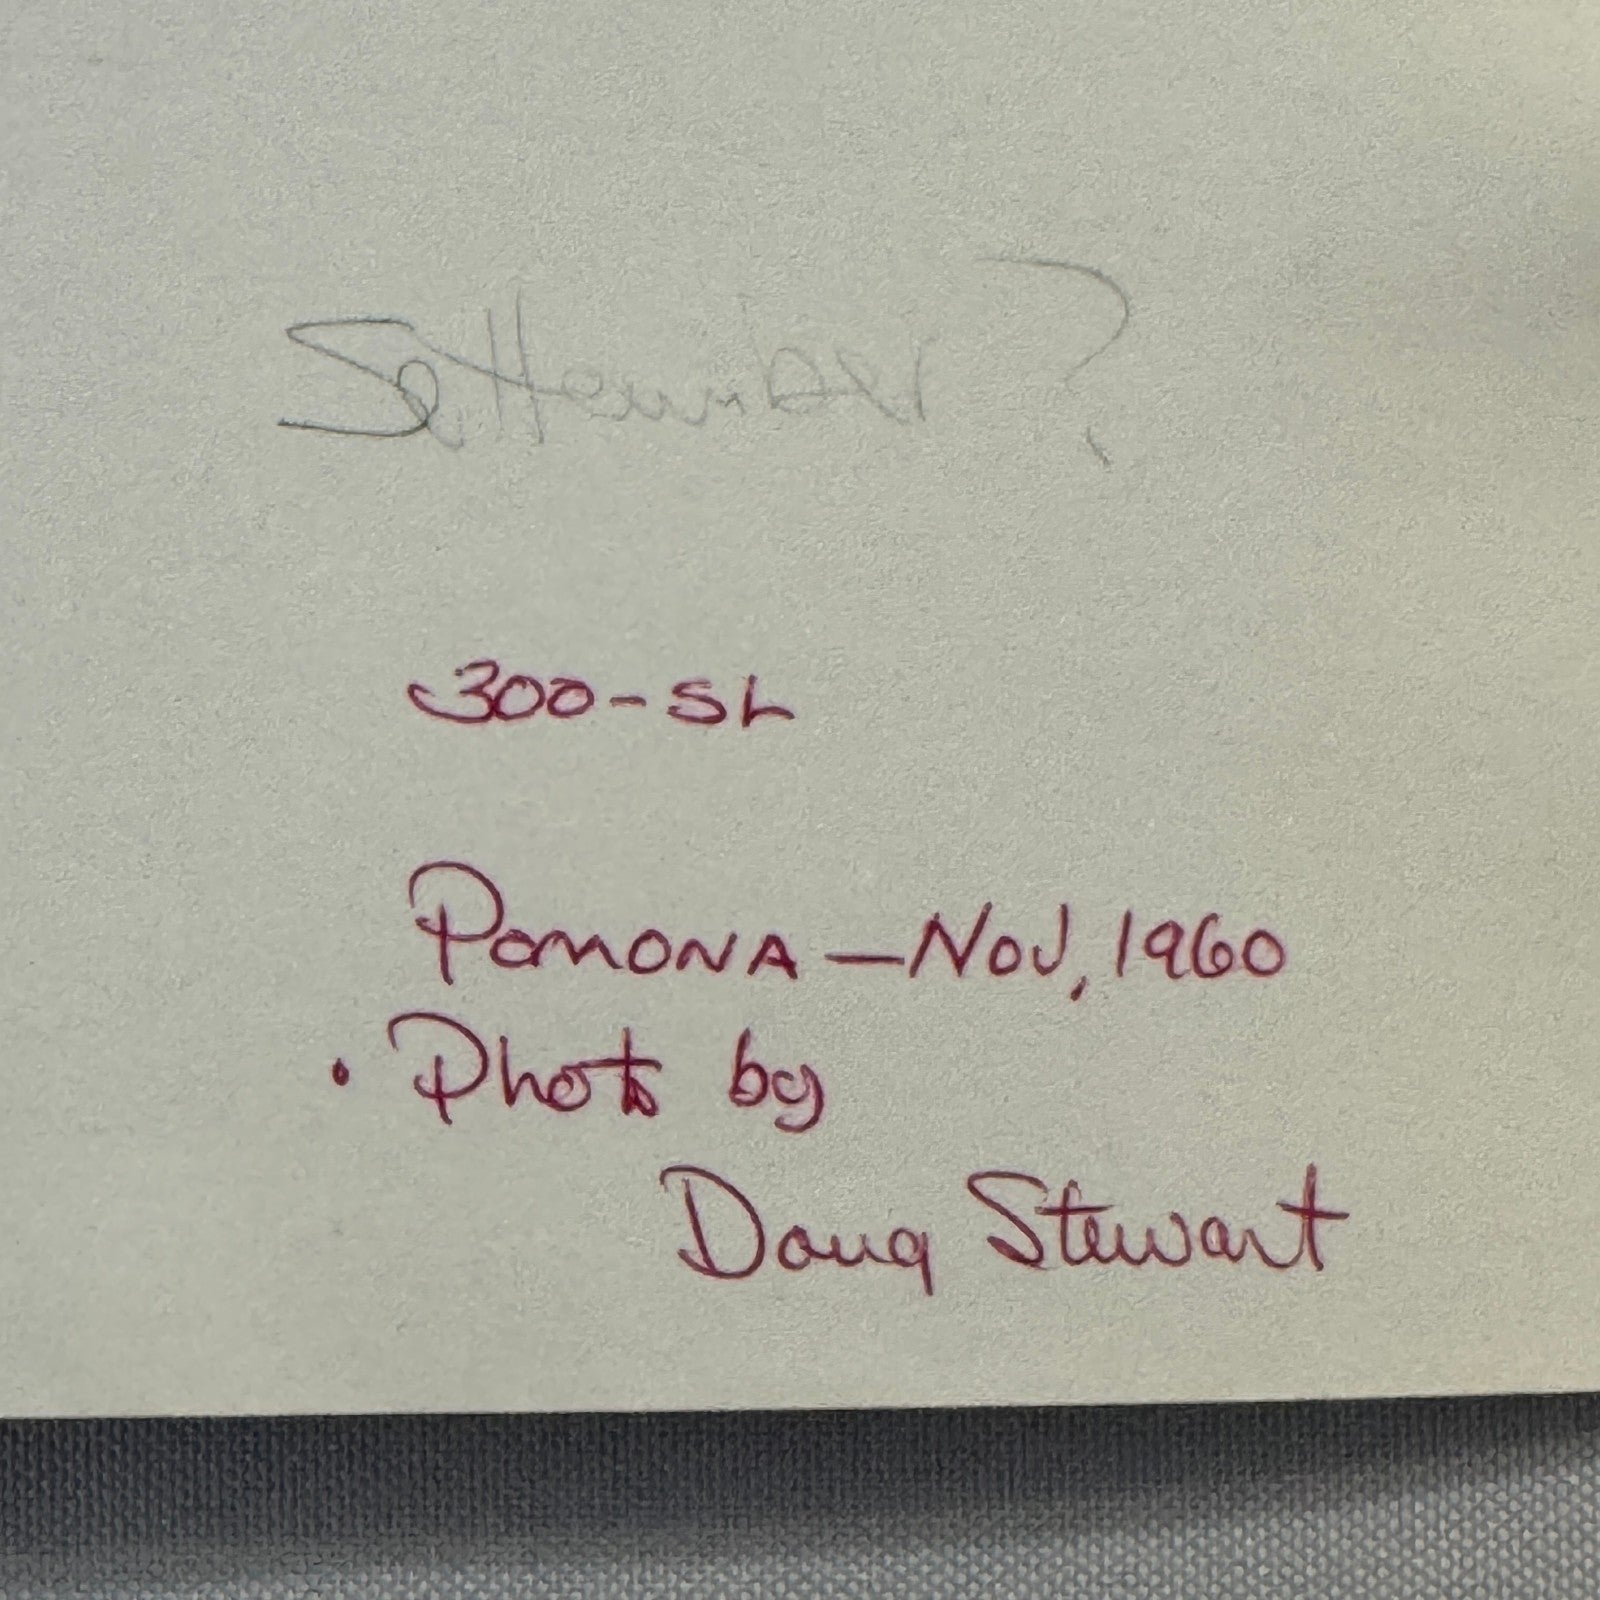 ?
300-SL
POMONA — NOV, 1960
• Photo by
Doug Stewart